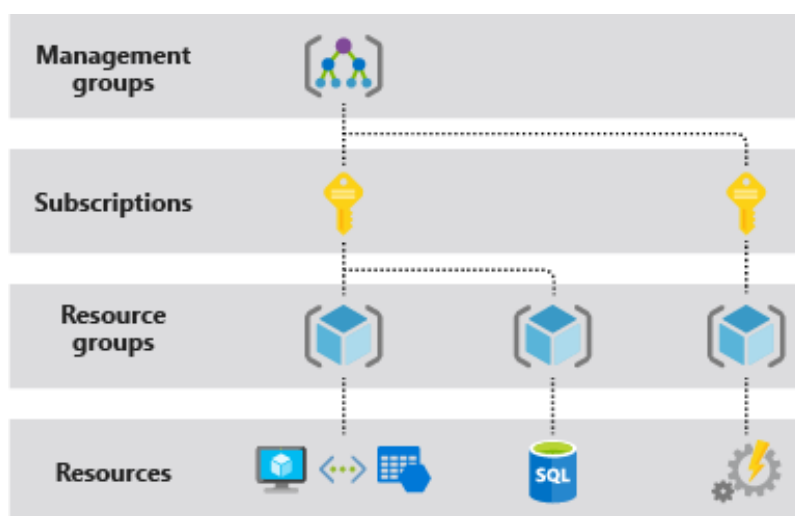 Management
groups
Subscriptions
Resource
groups
Resources
SQL